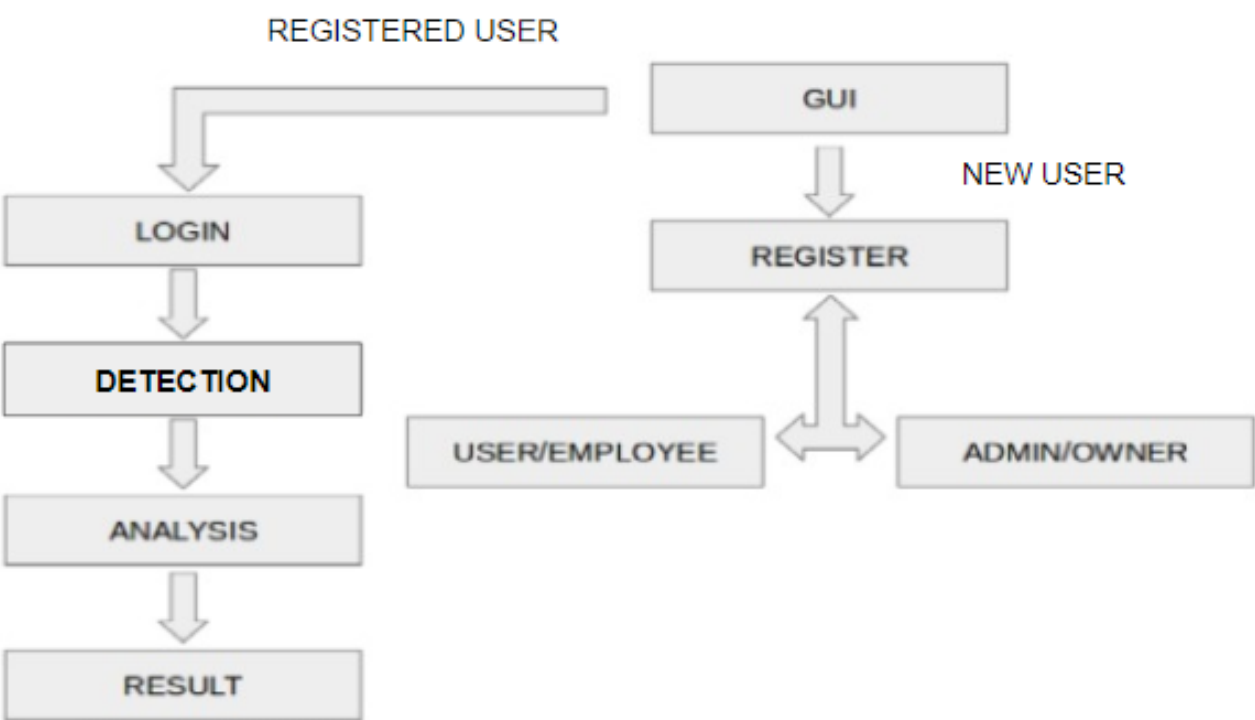 REGISTERED USER
GUI
NEW USER
LOGIN
REGISTER
DETECTION
USER/EMPLOYEE
ADMIN/OWNER
ANALYSIS
RESULT